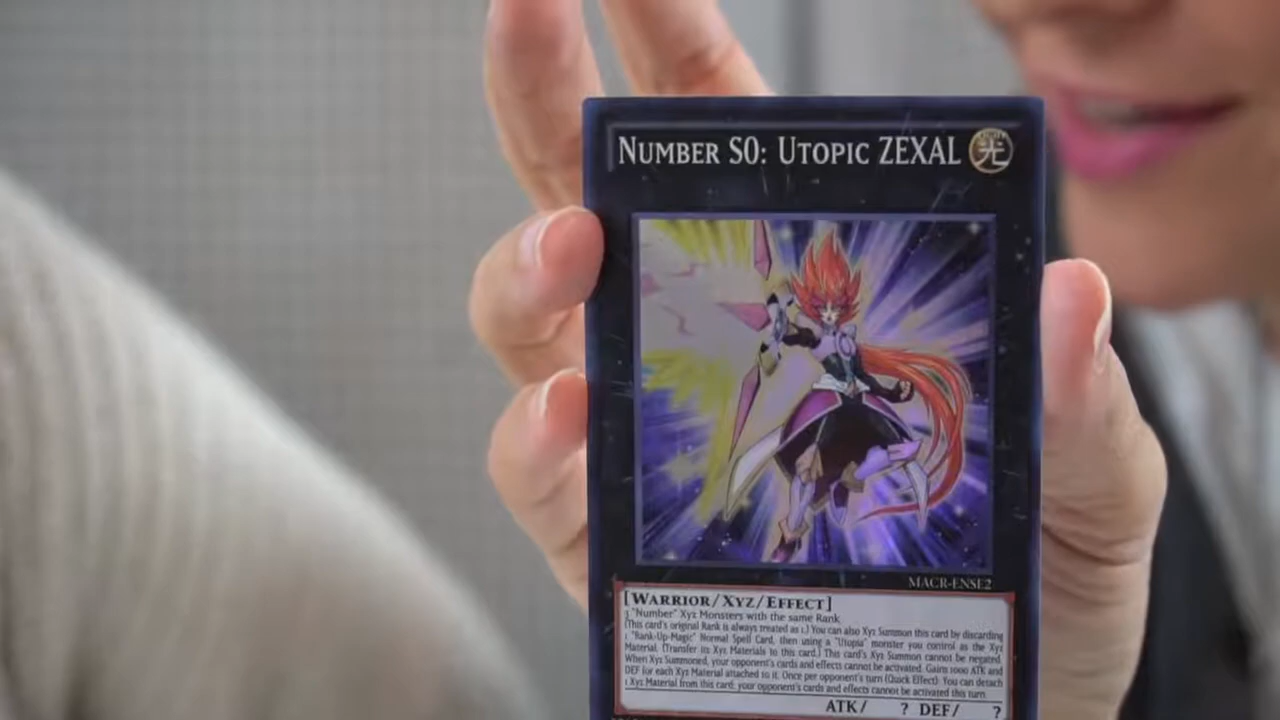 NUMBER S0: UTOPIC ZEXAL 光
MACR-ENSE2
[WARRIOR/XYZ/EFFECT]
3 "Number" Xyz Monsters with the same Rank
(This card's original Rank is always treated as 1.) You can also Xyz Summon this card by discarding
1 "Rank-Up-Magic" Normal Spell Card, then using a "Utopia" monster you control as the Xyz
Material. (Transfer its Xyz Materials to this card.) This card's Xyz Summon cannot be negated.
When Xyz Summoned, your opponent's cards and effects cannot be activated. Gains 1000 ATK and
DEF for each Xyz Material attached to it. Once per opponent's turn (Quick Effect): You can detach
1 Xyz Material from this card; your opponent's cards and effects cannot be activated this turn.
ATK/ ? DEF/ ?